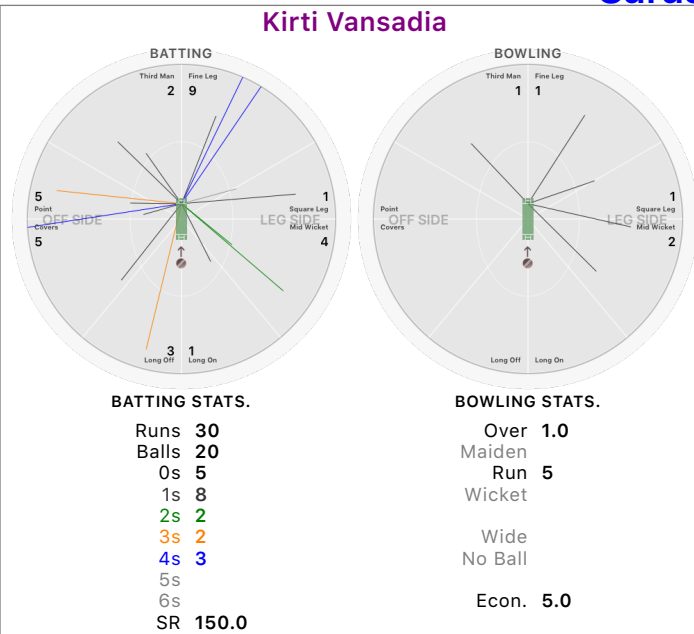 Kirti Vansadia
BATTING
Third Man Fine Leg
2 9
5
Point
OFF SIDE
Covers
5
1
Square Leg
LEG SIDE
Mid Wicket
4
3 1
Long Off Long On
BATTING STATS.
Runs 30
Balls 20
0s 5
1s 8
2s 2
3s 2
4s 3
5s
6s
SR 150.0
BOWLING
Third Man Fine Leg
1 1
Point
OFF SIDE
Covers
1
Square Leg
LEG SIDE
Mid Wicket
2
Long Off Long On
BOWLING STATS.
Over 1.0
Maiden
Run 5
Wicket
Wide
No Ball
Econ. 5.0